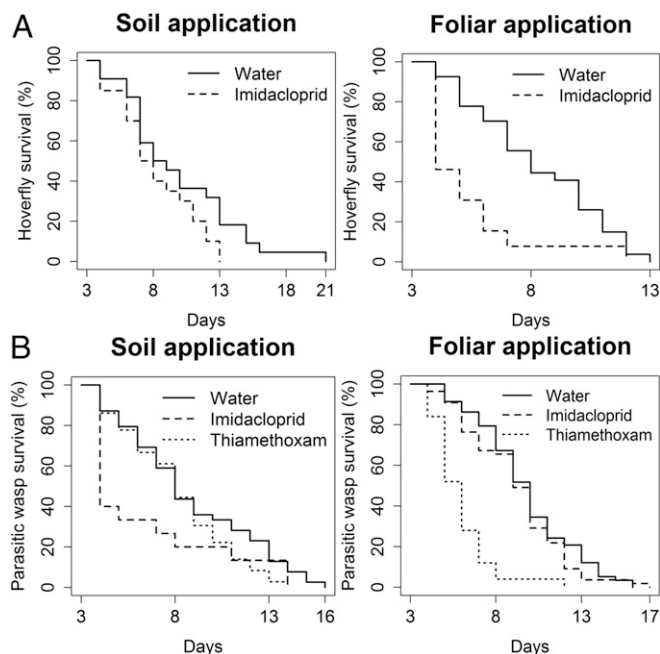 A
Soil application
Hoverfly survival (%)
0 20 40 60 80 100
Water
Imidacloprid
3 8 13 18 21
Days
Foliar application
Hoverfly survival (%)
0 20 40 60 80 100
Water
Imidacloprid
3 8 13
Days
B
Soil application
Parasitic wasp survival (%)
0 20 40 60 80 100
Water
Imidacloprid
Thiamethoxam
3 8 13 16
Days
Foliar application
Parasitic wasp survival (%)
0 20 40 60 80 100
Water
Imidacloprid
Thiamethoxam
3 8 13 17
Days